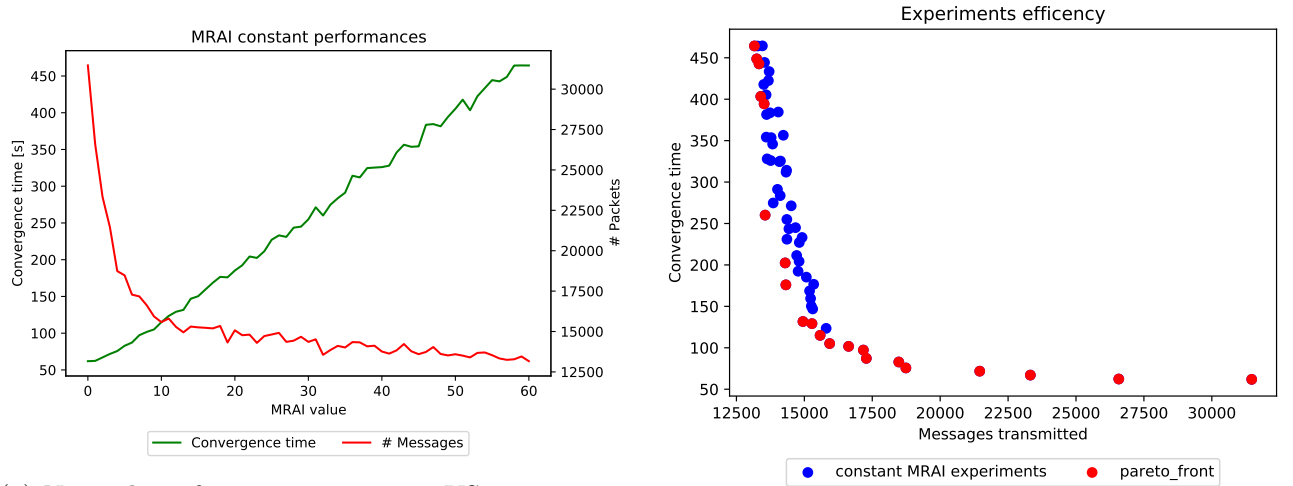 MRAI constant performances
Convergence time [s]
450
400
350
300
250
200
150
100
50
30000
27500
25000
22500
20000
17500
15000
12500
# Packets
0 10 20 30 40 50 60
MRAI value
Convergence time # Messages
Experiments efficency
Convergence time
450
400
350
300
250
200
150
100
50
12500 15000 17500 20000 22500 25000 27500 30000
Messages transmitted
constant MRAI experiments pareto_front